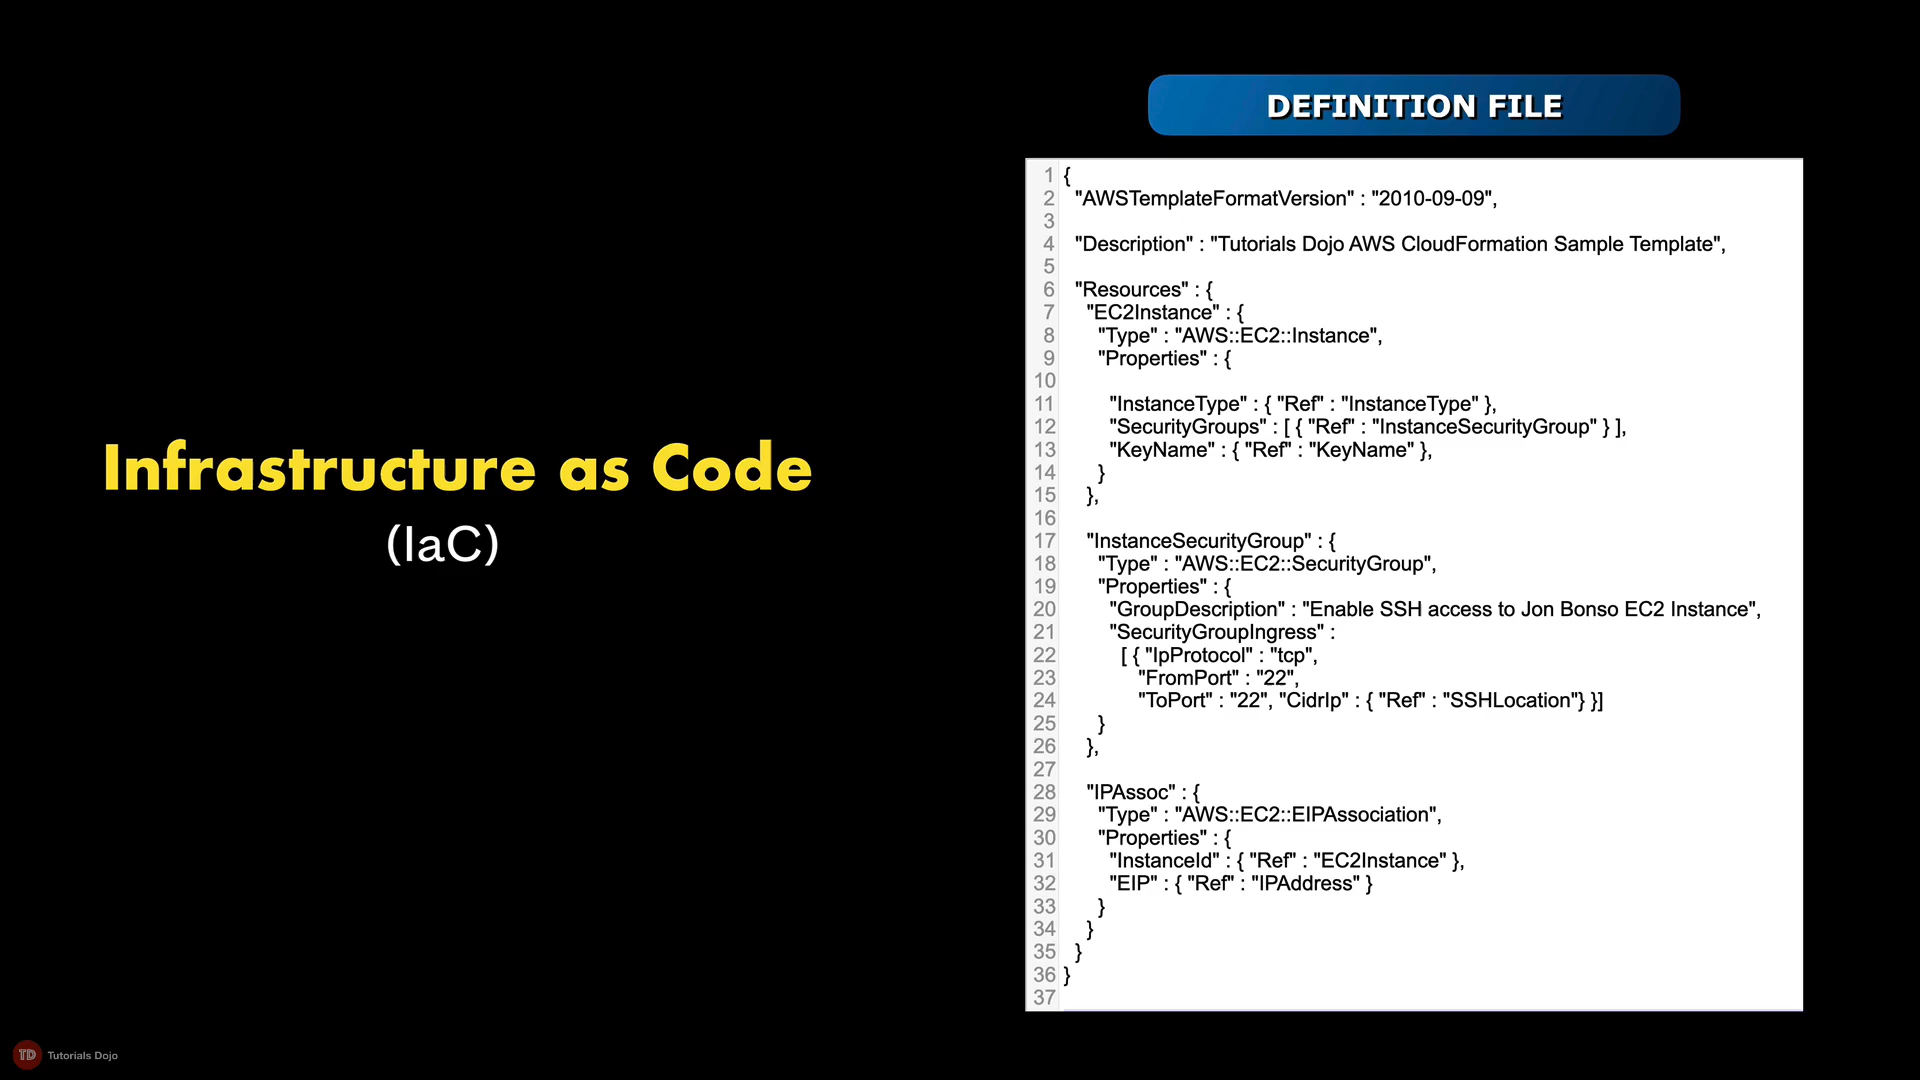 Infrastructure as Code
(IaC)
DEFINITION FILE
1 {
2 "AWSTemplateFormatVersion" : "2010-09-09",
3
4 "Description" : "Tutorials Dojo AWS CloudFormation Sample Template",
5
6 "Resources" : {
7 "EC2Instance" : {
8 "Type" : "AWS::EC2::Instance",
9 "Properties" : {
10
11 "InstanceType" : { "Ref" : "InstanceType" },
12 "SecurityGroups" : [ { "Ref" : "InstanceSecurityGroup" } ],
13 "KeyName" : { "Ref" : "KeyName" },
14 }
15 },
16
17 "InstanceSecurityGroup" : {
18 "Type" : "AWS::EC2::SecurityGroup",
19 "Properties" : {
20 "GroupDescription" : "Enable SSH access to Jon Bonso EC2 Instance",
21 "SecurityGroupIngress" :
22 [ { "IpProtocol" : "tcp",
23 "FromPort" : "22",
24 "ToPort" : "22", "CidrIp" : { "Ref" : "SSHLocation"} }]
25 }
26 },
27
28 "IPAssoc" : {
29 "Type" : "AWS::EC2::EIPAssociation",
30 "Properties" : {
31 "InstanceId" : { "Ref" : "EC2Instance" },
32 "EIP" : { "Ref" : "IPAddress" }
33 }
34 }
35 }
36 }
37
TD Tutorials Dojo